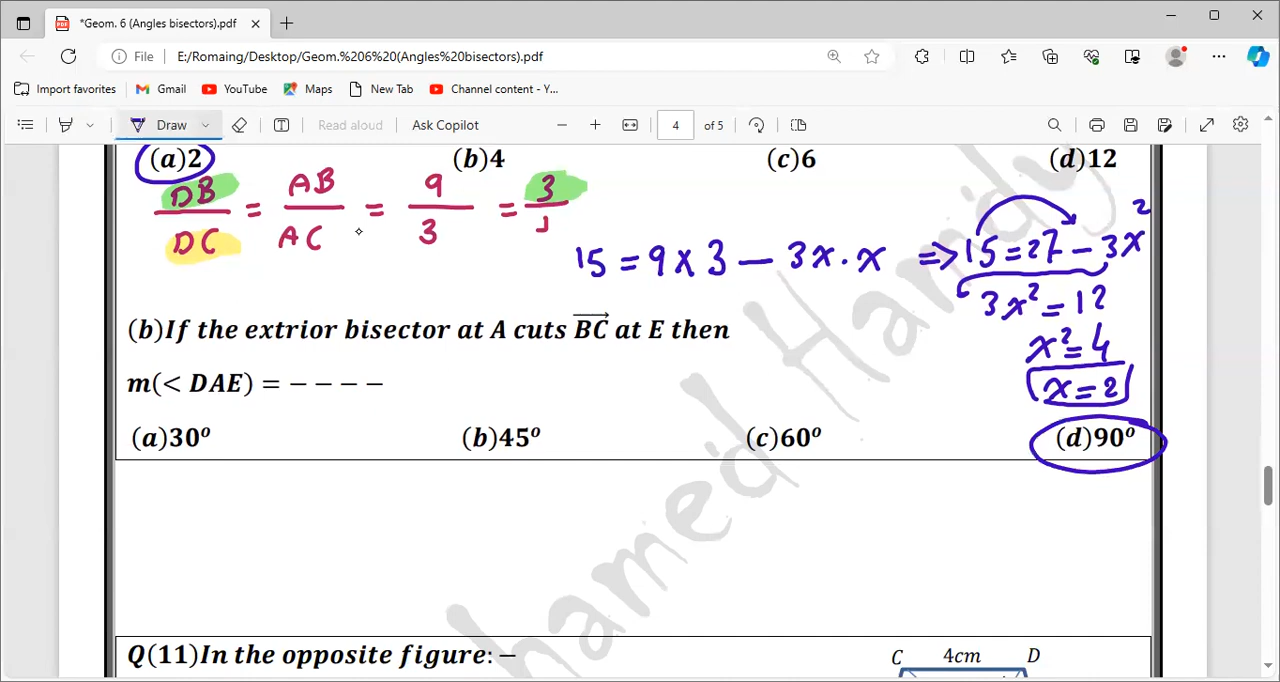 *Geom. 6 (Angles bisectors).pdf
File E:/Romaing/Desktop/Geom.%206%20(Angles%20bisectors).pdf
Import favorites Gmail YouTube Maps New Tab Channel content - Y...
Draw Read aloud Ask Copilot 4 of 5
(a)2 (b)4 (c)6 (d)12
DB/DC = AB/AC = 9/3 = 3/1
15 = 9 × 3 − 3x · x ⇒ 15 = 27 − 3x²
3x² = 12
(b)If the extrior bisector at A cuts BC at E then
x² = 4
m(< DAE) = − − − −
x = 2
(a)30° (b)45° (c)60° (d)90°
hamed Hamdy
Q(11)In the opposite figure: −
C 4cm D